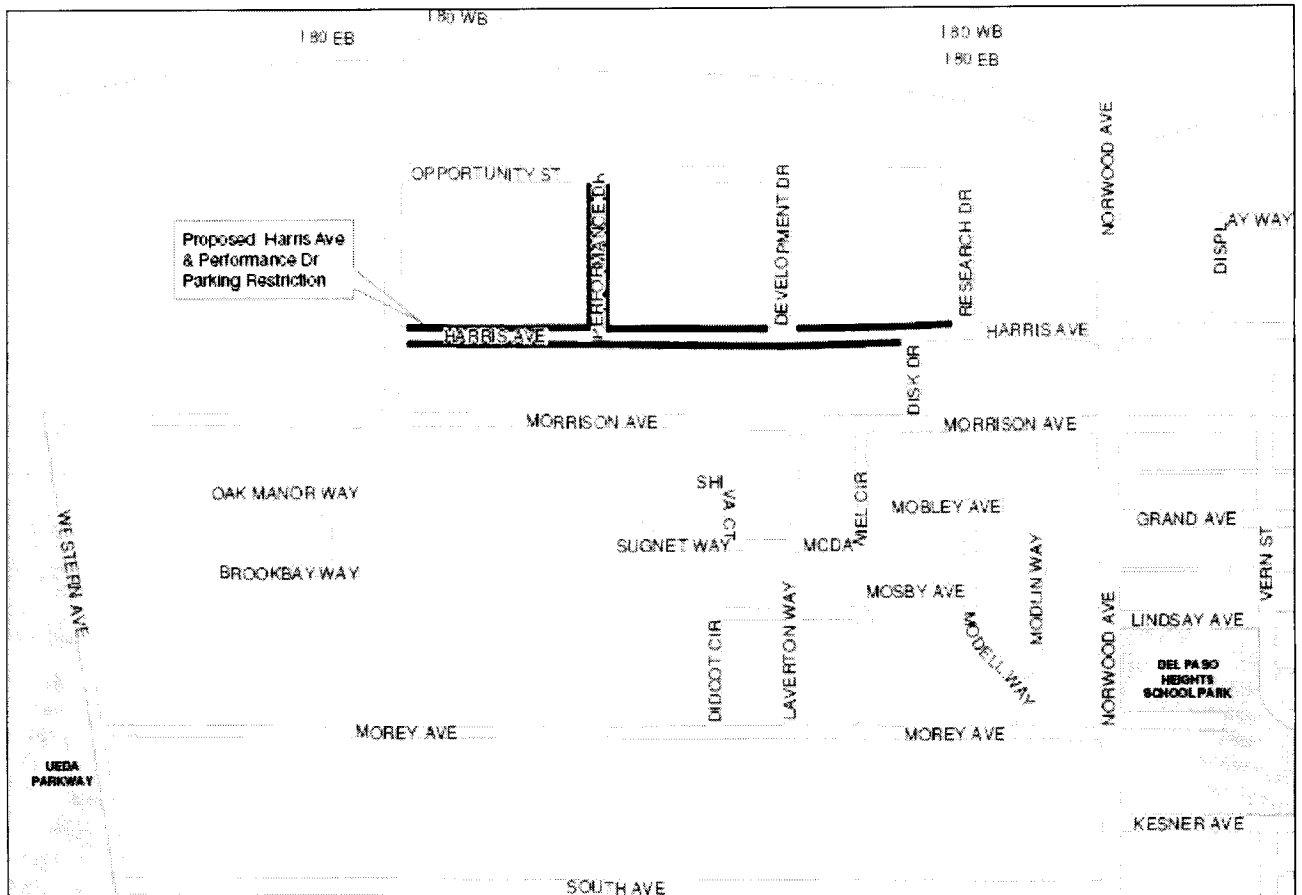 I 80 WB
I 80 EB
I 80 WB
I 80 EB
NORWOOD AVE
OPPORTUNITY ST
PERFORMANCE DR
DEVELOPMENT DR
RESEARCH DR
DISPL
AY WAY
Proposed Harris Ave
& Performance Dr
Parking Restriction
HARRIS AVE
HARRIS AVE
DISK DR
MORRISON AVE
MORRISON AVE
WESTERN AVE
OAK MANOR WAY
SHI
VA CT
MEL CIR
MOBLEY AVE
GRAND AVE
SUGNET WAY
MCDA
MODLIN WAY
VERN ST
BROOKBAY WAY
MOSBY AVE
LINDSAY AVE
DIDCOT CIR
LAVERTON WAY
MODELL WAY
NORWOOD AVE
DEL PASO
HEIGHTS
SCHOOL PARK
MOREY AVE
MOREY AVE
UEDA
PARKWAY
KESNER AVE
SOUTH AVE